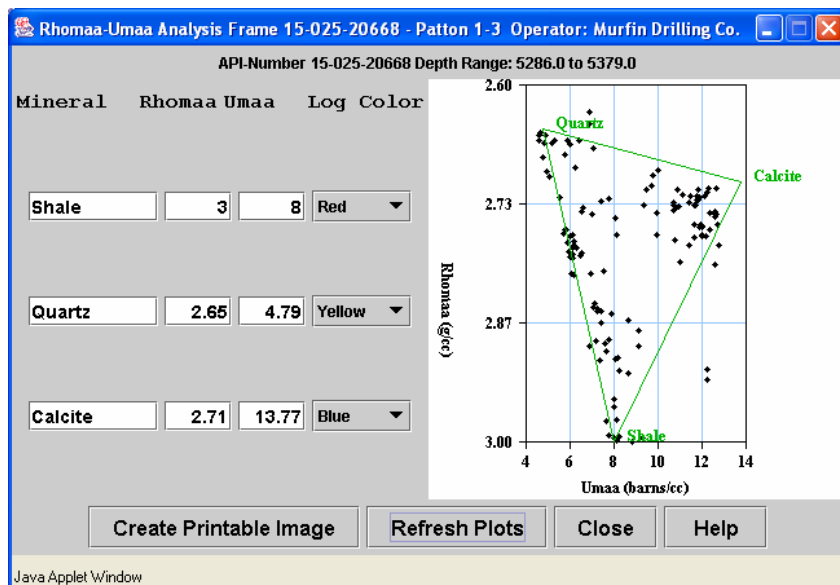 Rhomaa-Umaa Analysis Frame 15-025-20668 - Patton 1-3 Operator: Murfin Drilling Co.
API-Number 15-025-20668 Depth Range: 5286.0 to 5379.0
Mineral Rhomaa Umaa Log Color
Shale 3 8 Red
Quartz 2.65 4.79 Yellow
Calcite 2.71 13.77 Blue
2.60
Quartz
Calcite
2.73
Rhomaa (g/cc)
2.87
3.00
Shale
4 6 8 10 12 14
Umaa (barns/cc)
Create Printable Image Refresh Plots Close Help
Java Applet Window